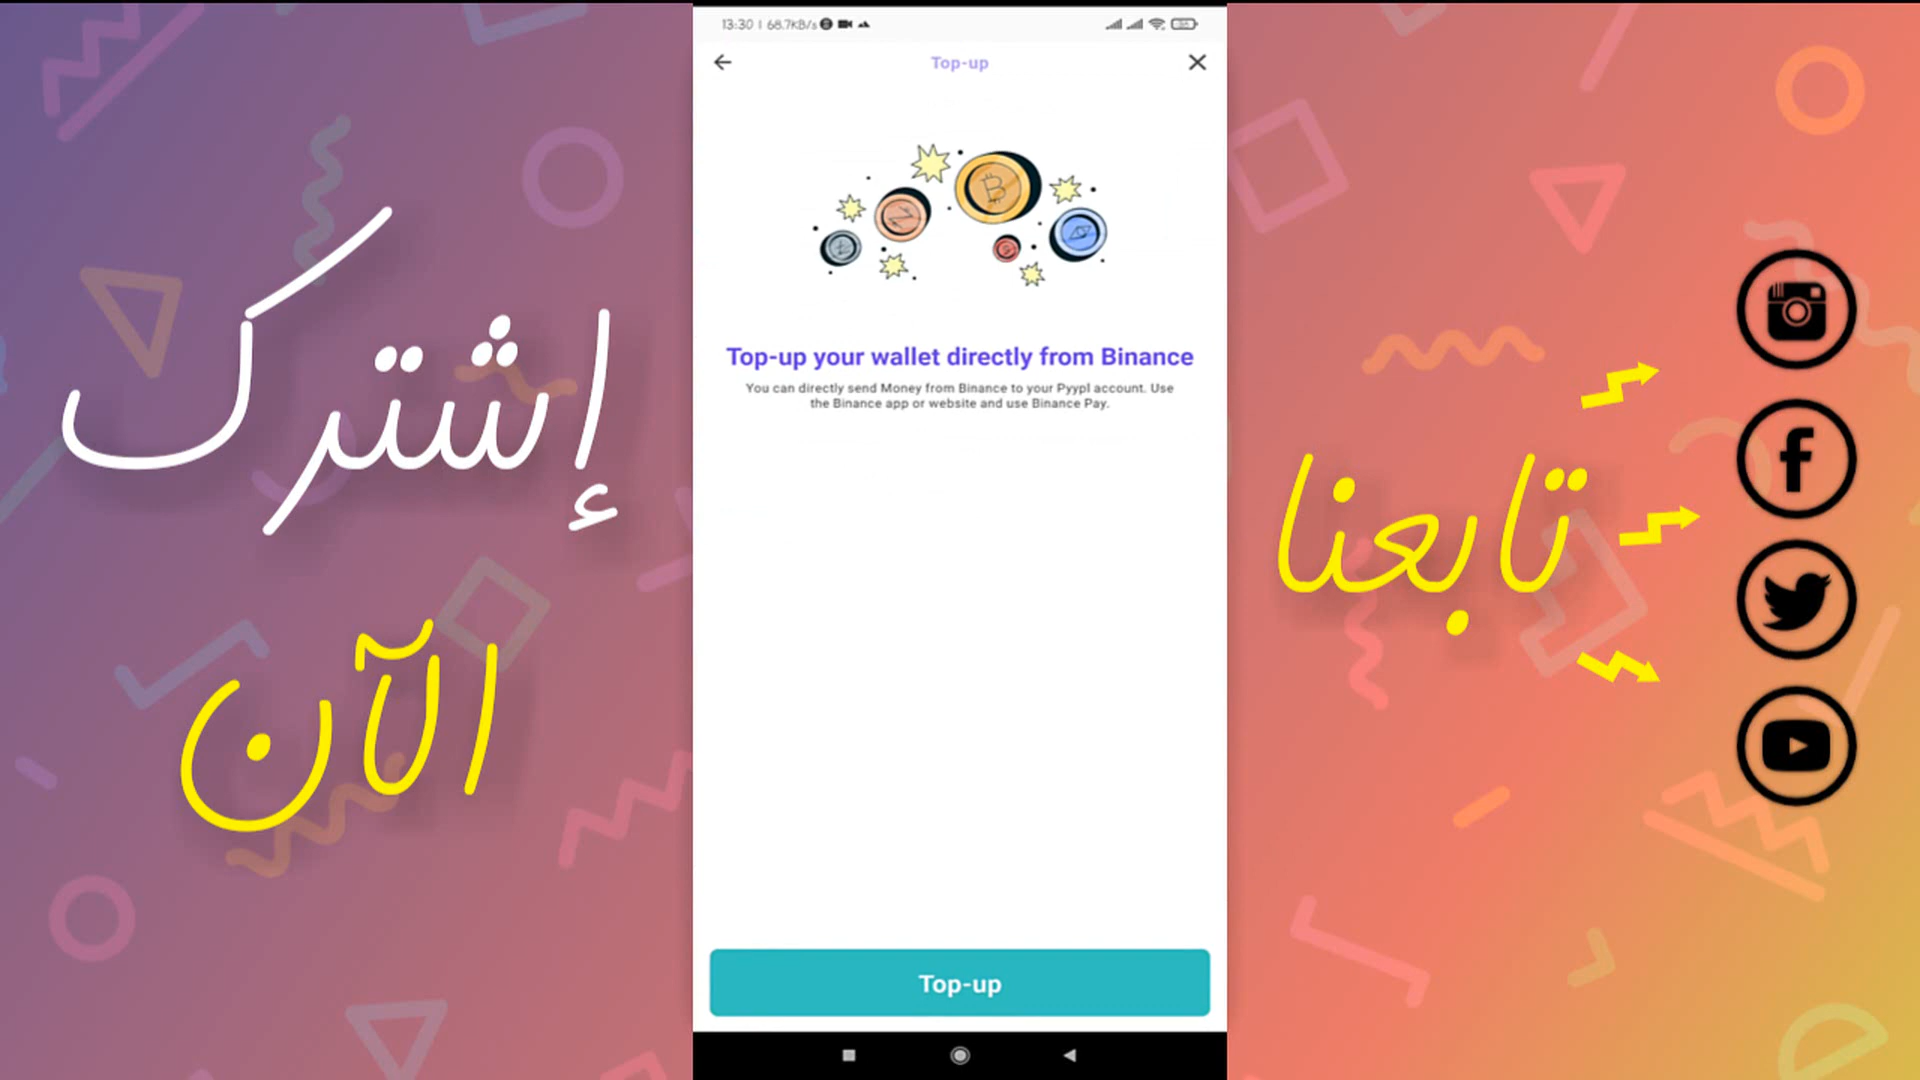 13:30 | 68.7KB/s
Top-up
Top-up your wallet directly from Binance
You can directly send Money from Binance to your Pyypl account. Use
the Binance app or website and use Binance Pay.
Top-up
إشترك
الآن
تابعنا